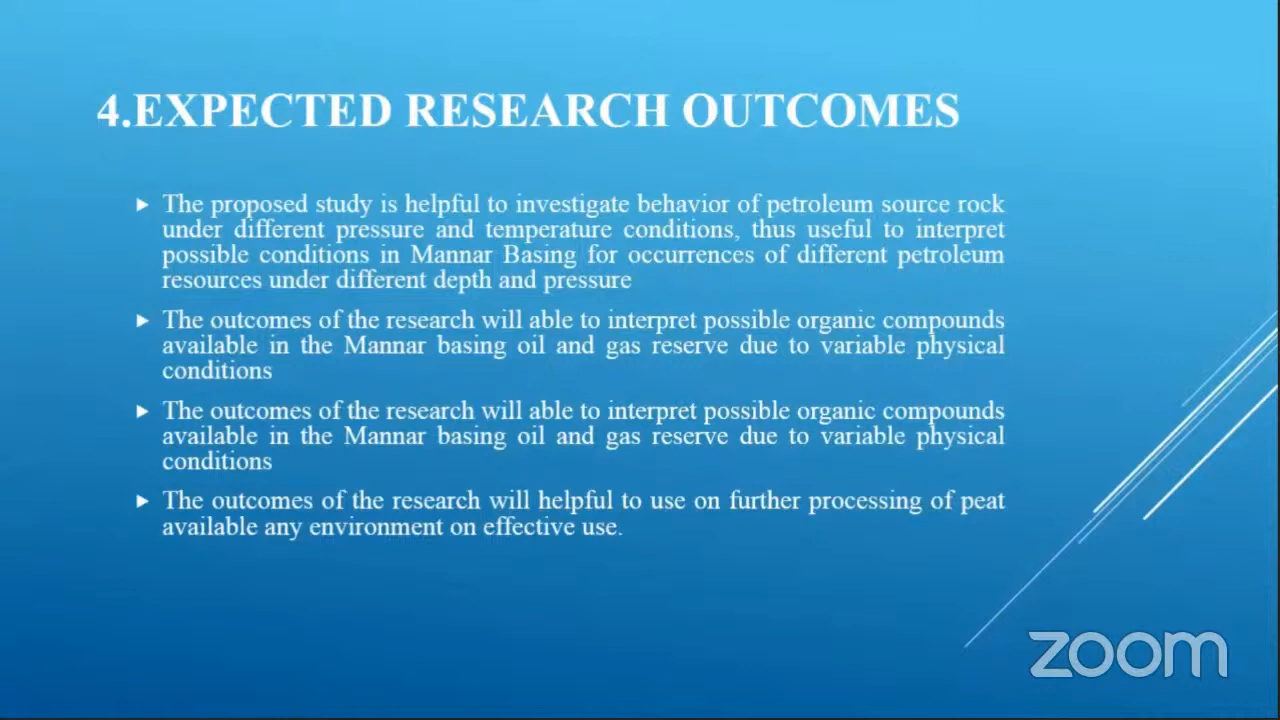 4.EXPECTED RESEARCH OUTCOMES
The proposed study is helpful to investigate behavior of petroleum source rock
under different pressure and temperature conditions, thus useful to interpret
possible conditions in Mannar Basing for occurrences of different petroleum
resources under different depth and pressure
The outcomes of the research will able to interpret possible organic compounds
available in the Mannar basing oil and gas reserve due to variable physical
conditions
The outcomes of the research will able to interpret possible organic compounds
available in the Mannar basing oil and gas reserve due to variable physical
conditions
The outcomes of the research will helpful to use on further processing of peat
available any environment on effective use.
zoom